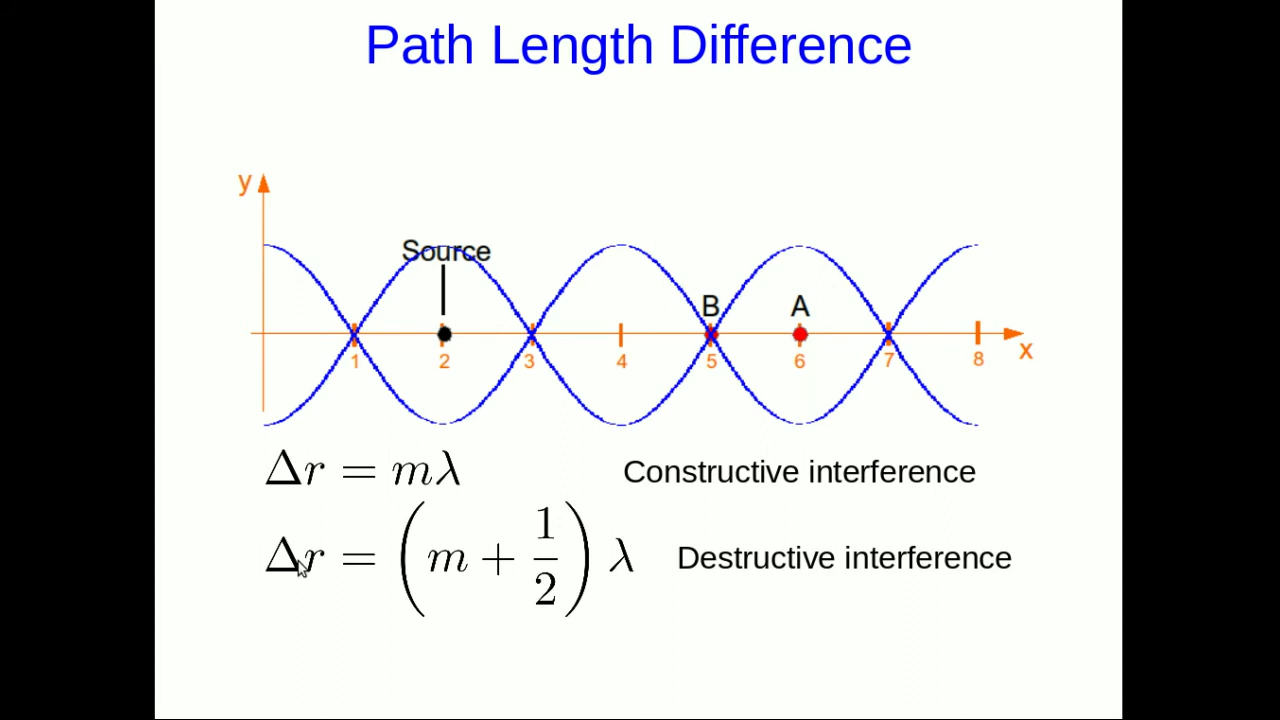 Path Length Difference
y
Source
B A
1 2 3 4 5 6 7 8 x
Δr = mλ Constructive interference
Δr = (m + 1/2) λ Destructive interference